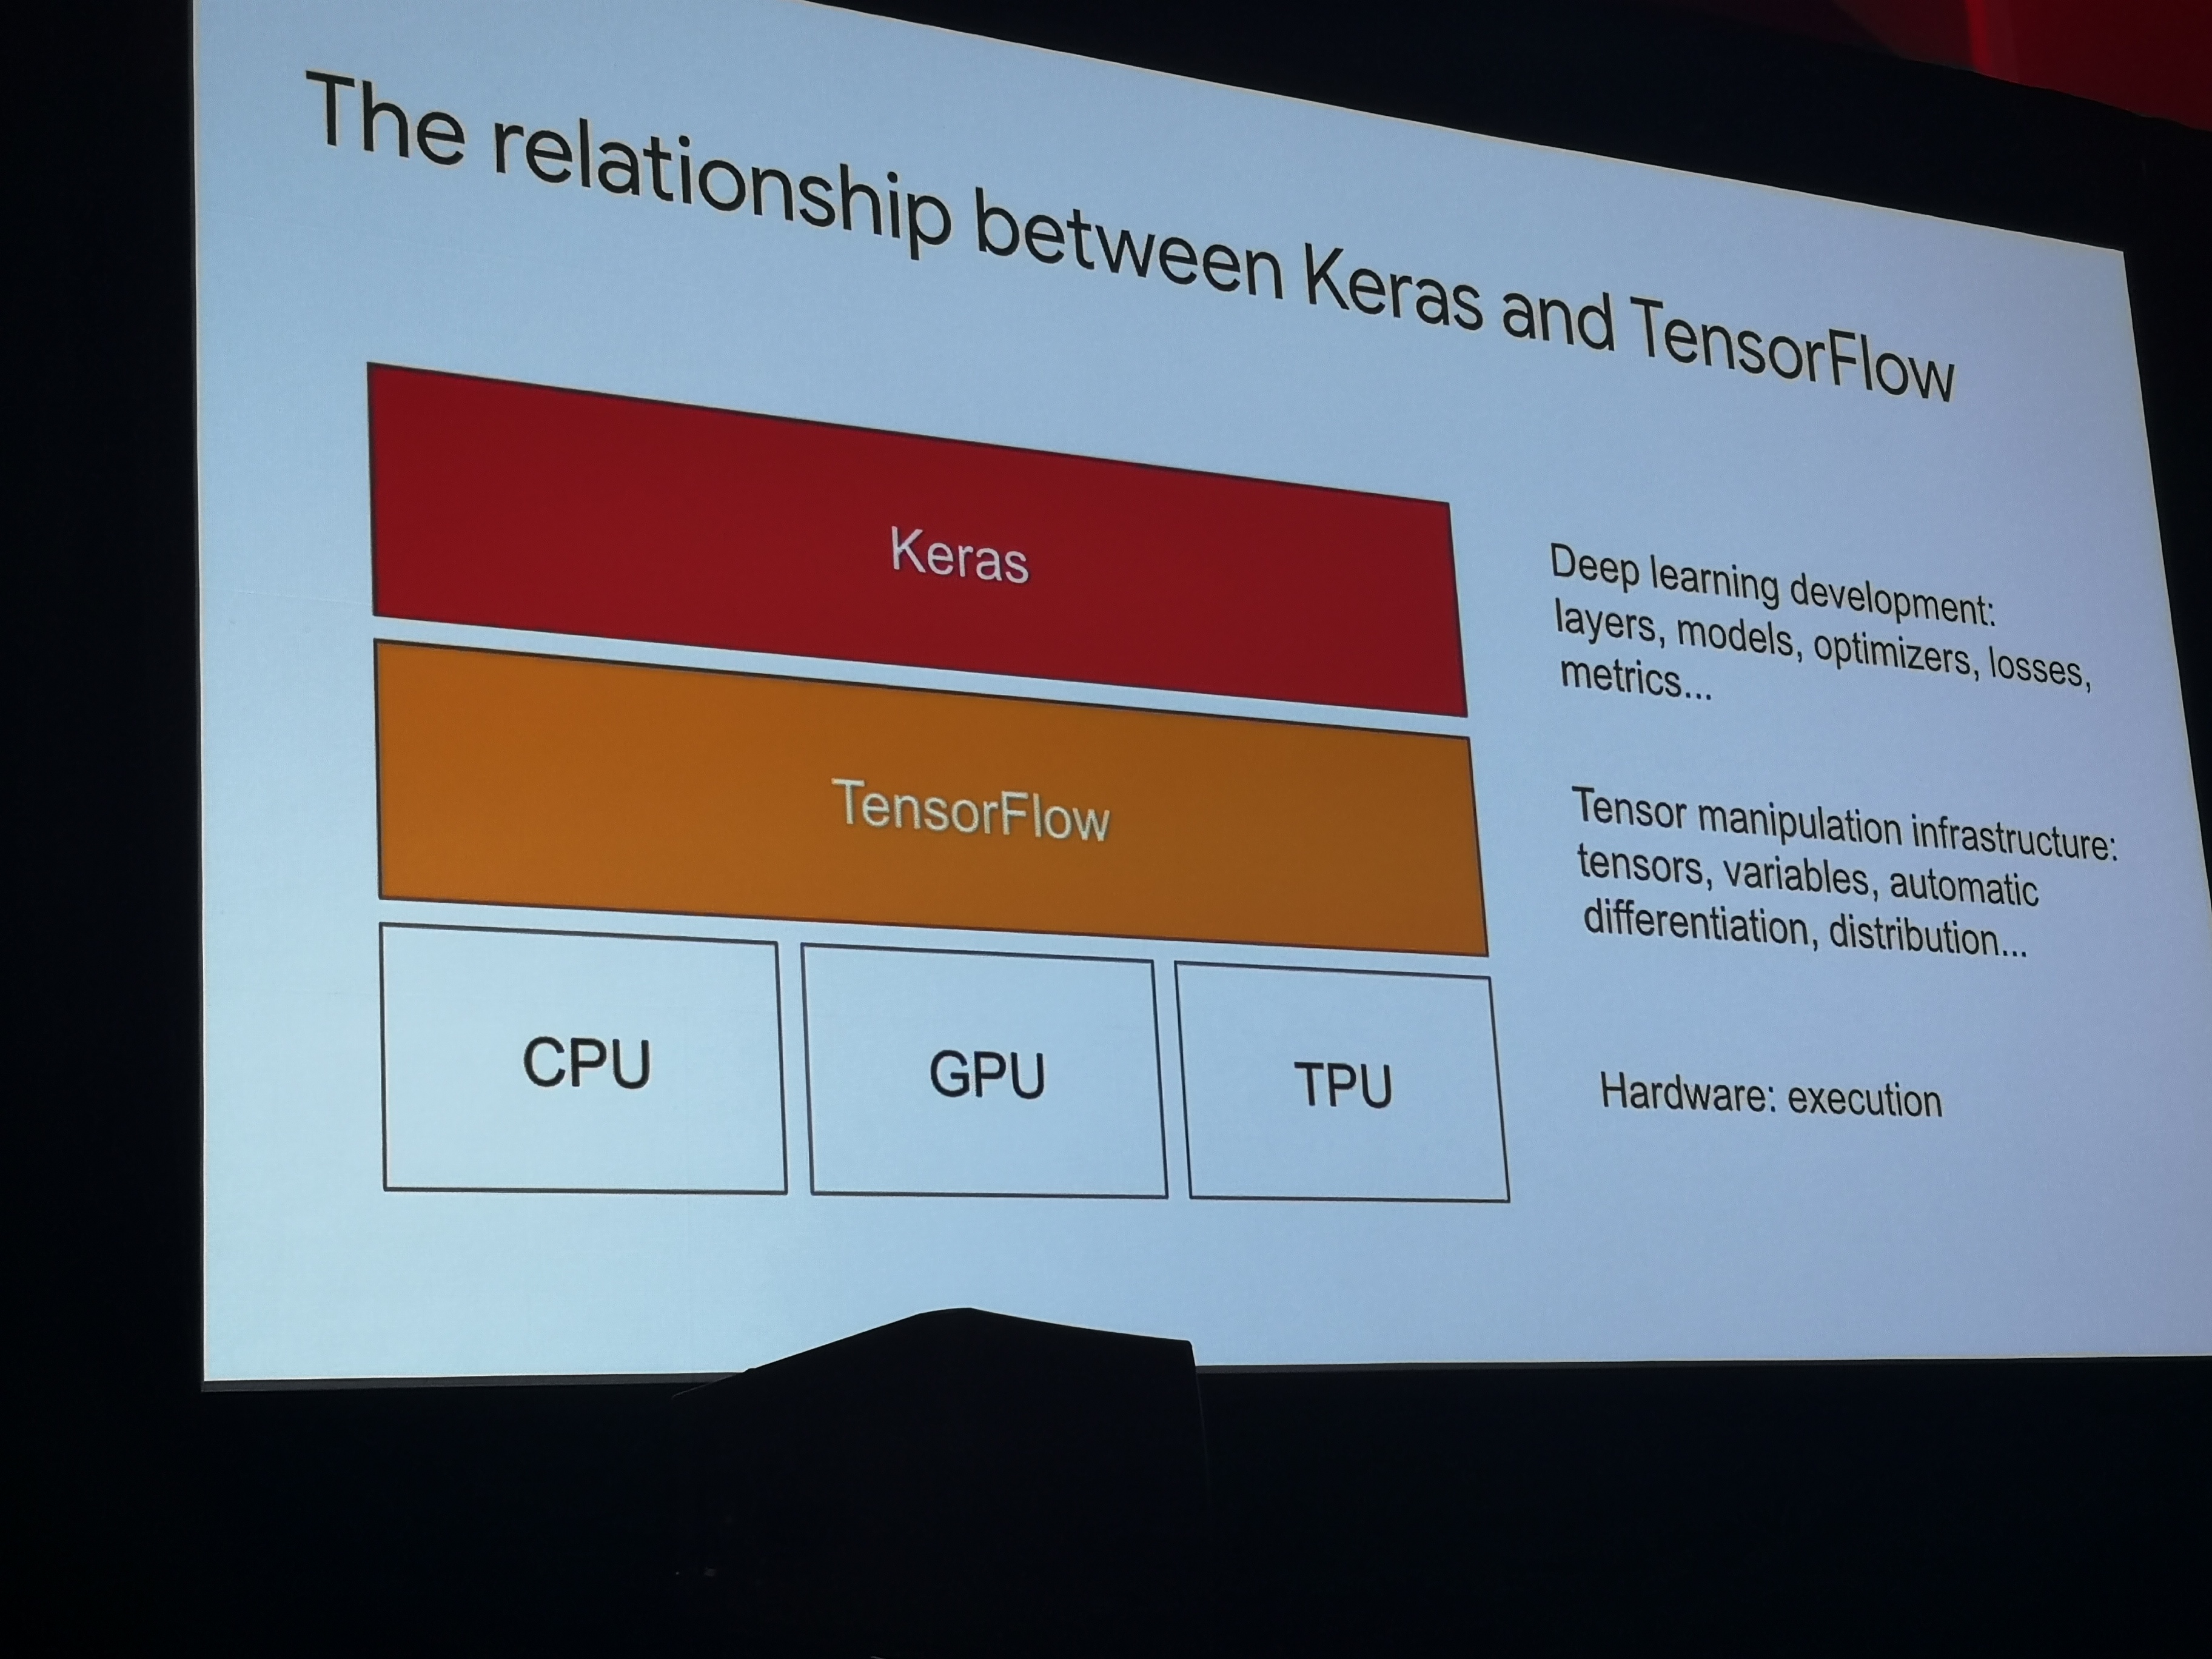 The relationship between Keras and TensorFlow
Keras
Deep learning development:
layers, models, optimizers, losses,
metrics...
TensorFlow
Tensor manipulation infrastructure:
tensors, variables, automatic
differentiation, distribution...
CPU
GPU
TPU
Hardware: execution